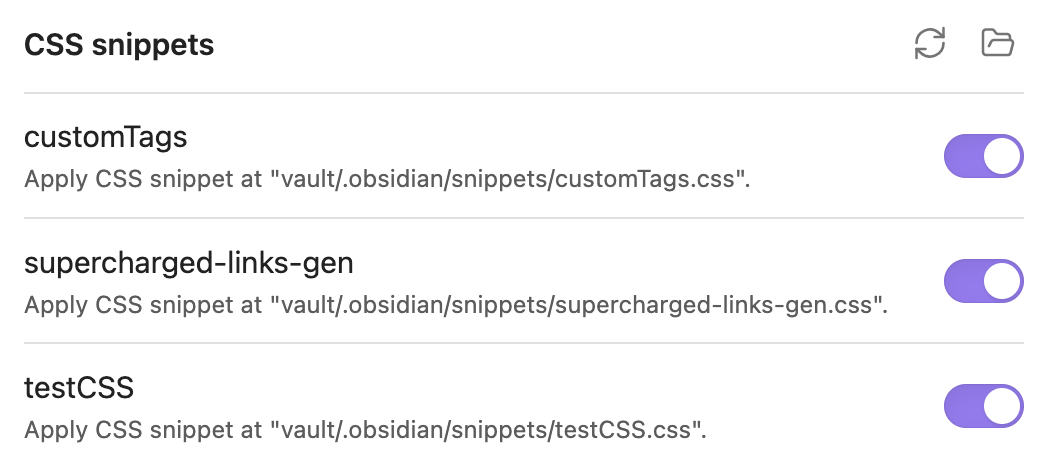 CSS snippets
customTags
Apply CSS snippet at "vault/.obsidian/snippets/customTags.css".
supercharged-links-gen
Apply CSS snippet at "vault/.obsidian/snippets/supercharged-links-gen.css".
testCSS
Apply CSS snippet at "vault/.obsidian/snippets/testCSS.css".